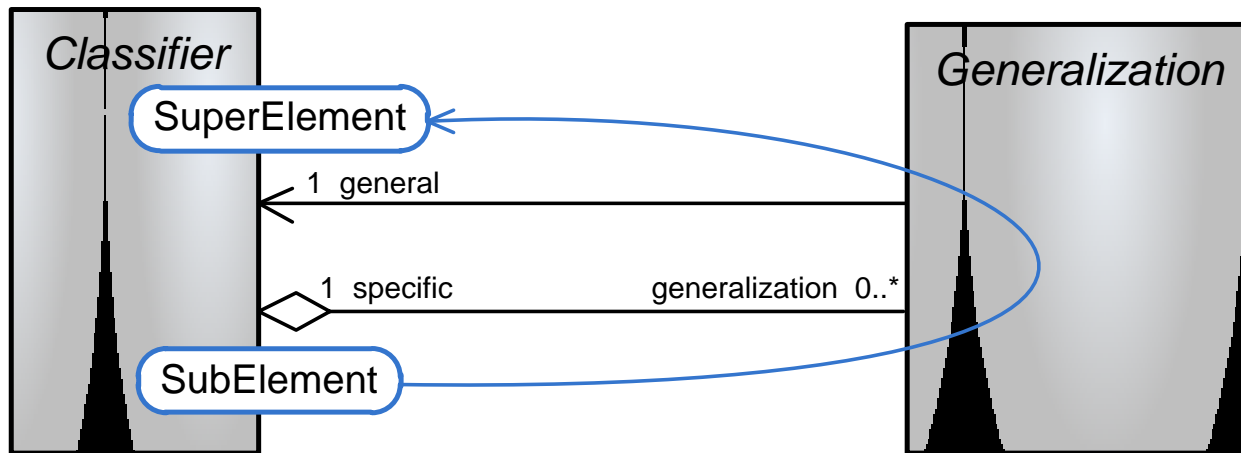 Classifier
Generalization
SuperElement
1 general
1 specific
generalization 0..*
SubElement